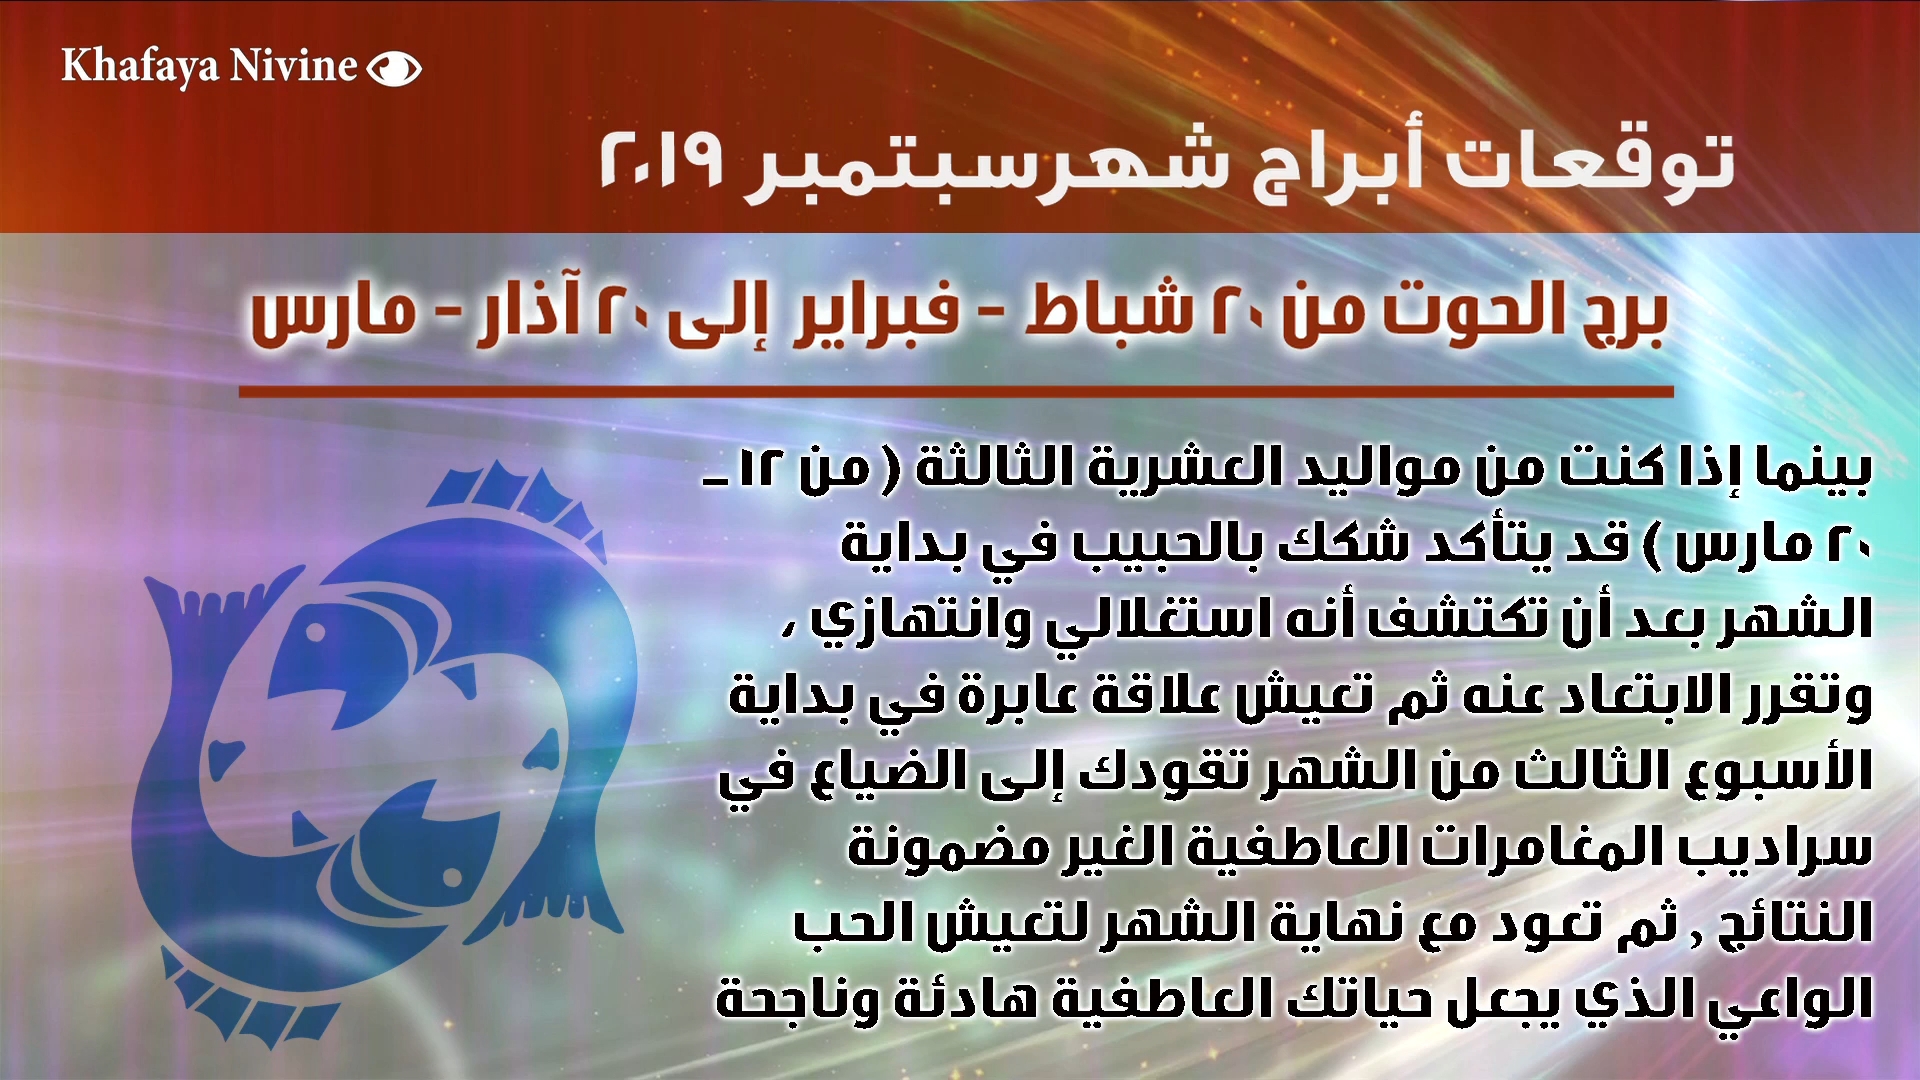 Khafaya Nivine
توقعات أبراج شهرسبتمبر ٢٠١٩
برج الحوت من ٢٠ شباط - فبراير إلى ٢٠ آذار - مارس
بينما إذا كنت من مواليد العشرية الثالثة ( من ١٢ ـ
٢٠ مارس ) قد يتأكد شكك بالحبيب في بداية
الشهر بعد أن تكتشف أنه استغلالي وانتهازي ،
وتقرر الابتعاد عنه ثم تعيش علاقة عابرة في بداية
الأسبوع الثالث من الشهر تقودك إلى الضياع في
سراديب المغامرات العاطفية الغير مضمونة
النتائج , ثم تعود مع نهاية الشهر لتعيش الحب
الواعي الذي يجعل حياتك العاطفية هادئة وناجحة